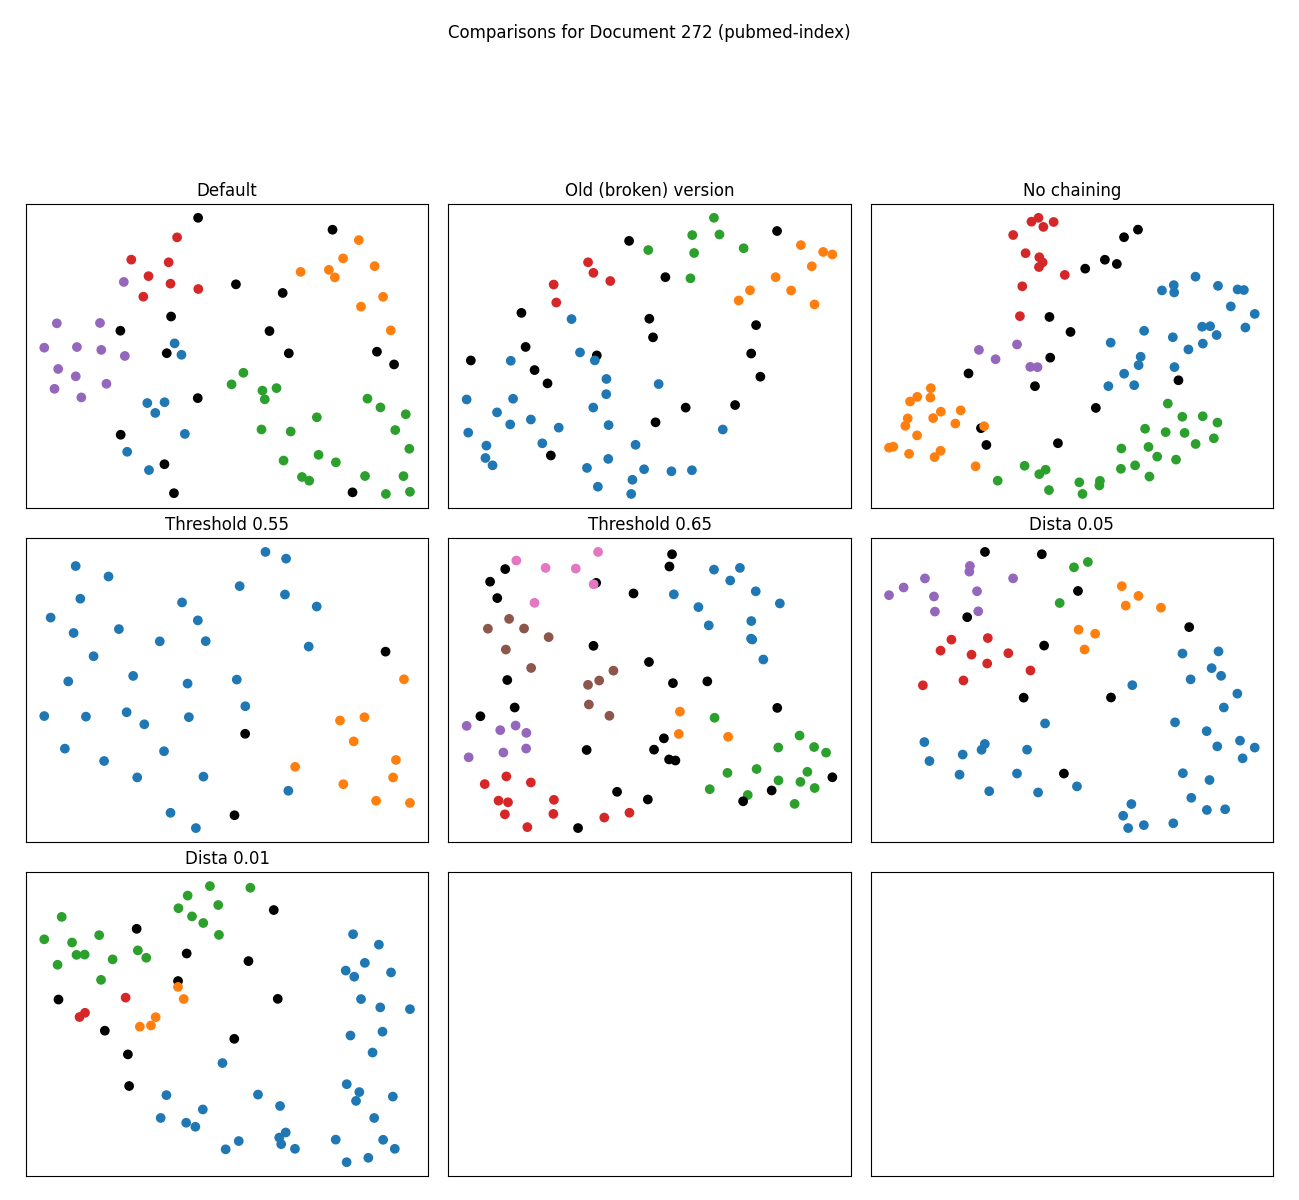 Comparisons for Document 272 (pubmed-index)
Default
Old (broken) version
No chaining
Threshold 0.55
Threshold 0.65
Dista 0.05
Dista 0.01